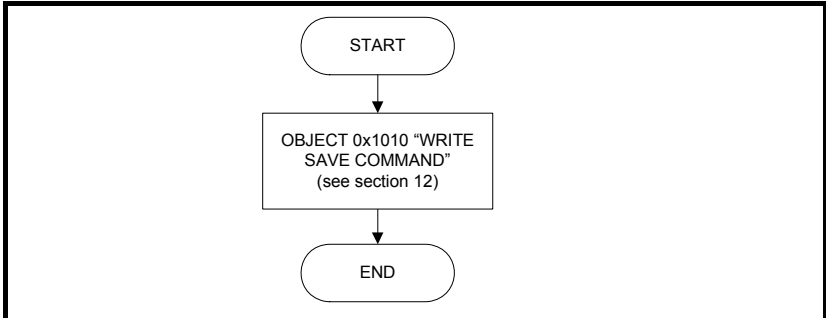 START
OBJECT 0x1010 “WRITE
SAVE COMMAND”
(see section 12)
END